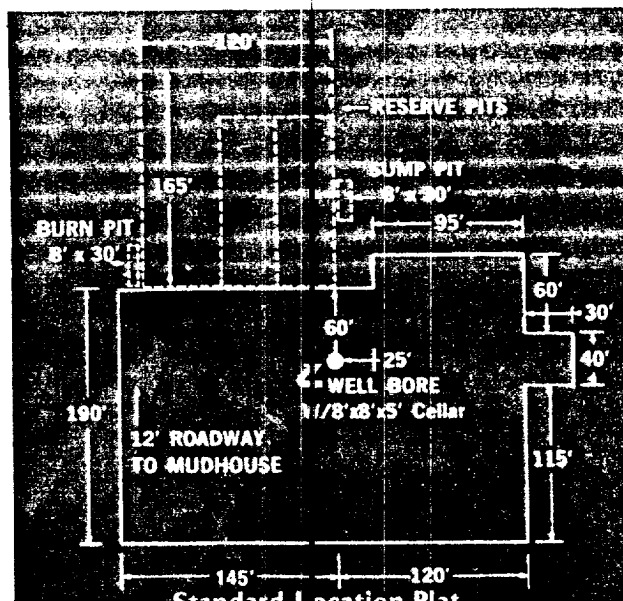 120'
RESERVE PITS
SUMP PIT
8' x 30'
165'
95'
BURN PIT
8' x 30'
60'
30'
60'
40'
25'
WELL BORE
8'x8'x5' Cellar
190'
12' ROADWAY
TO MUDHOUSE
115'
145'
120'
Standard Location Plat